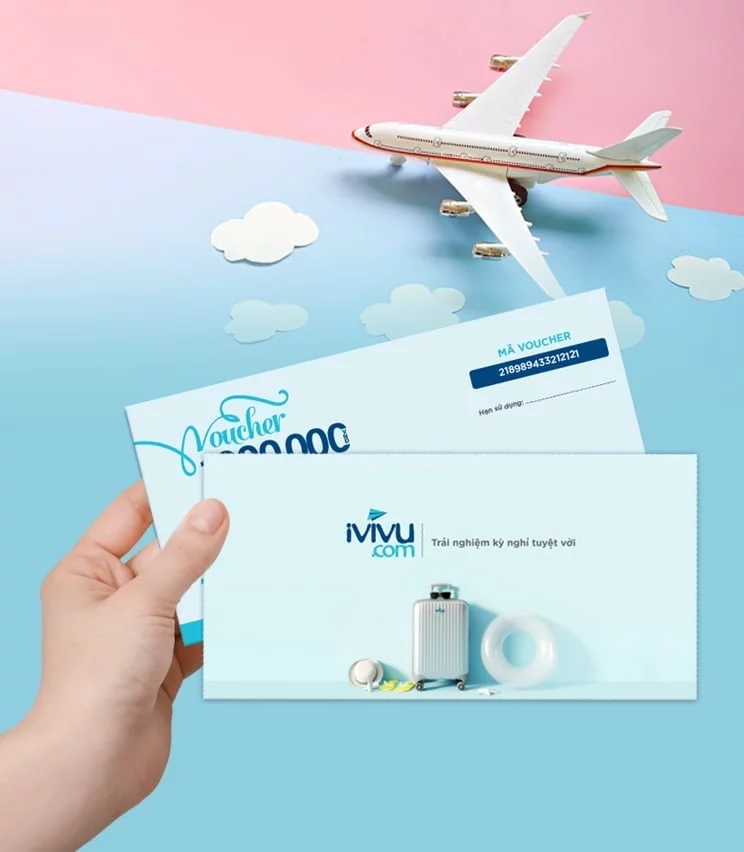 MÃ VOUCHER
218989433212121
Hạn sử dụng:
Voucher
ivivu
.com
Trải nghiệm kỳ nghỉ tuyệt vời